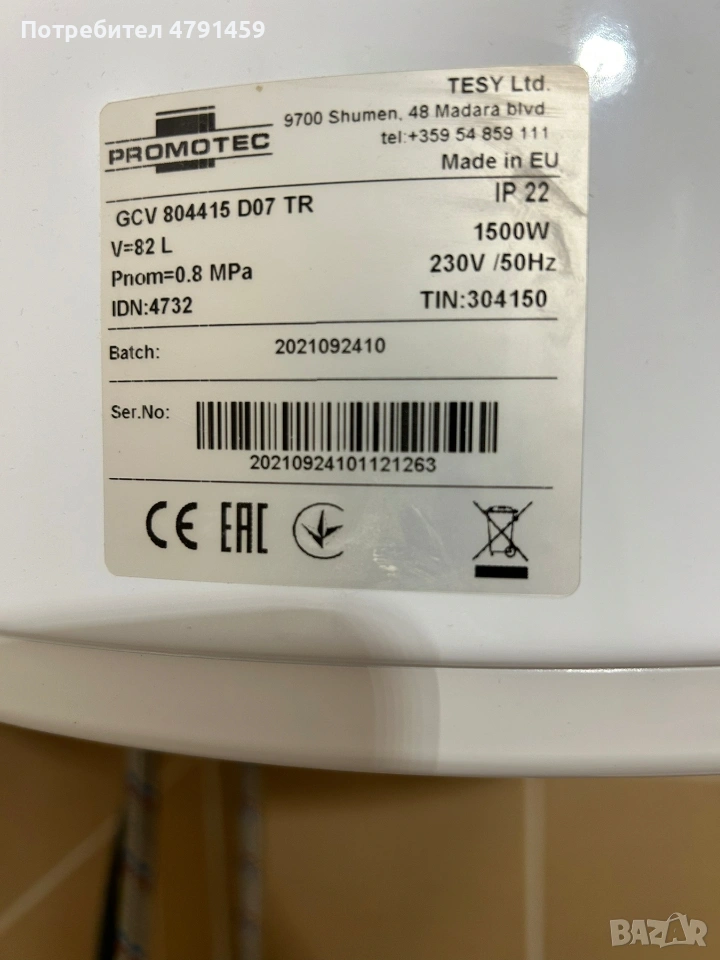 Потребител 4791459
PROMOTEC
TESY Ltd.
9700 Shumen, 48 Madara blvd
tel:+359 54 859 111
Made in EU
GCV 804415 D07 TR
IP 22
V=82 L
1500W
Pnom=0.8 MPa
230V /50Hz
IDN:4732
TIN:304150
Batch:
2021092410
Ser.No:
20210924101121263
CE EAC
BAZAR